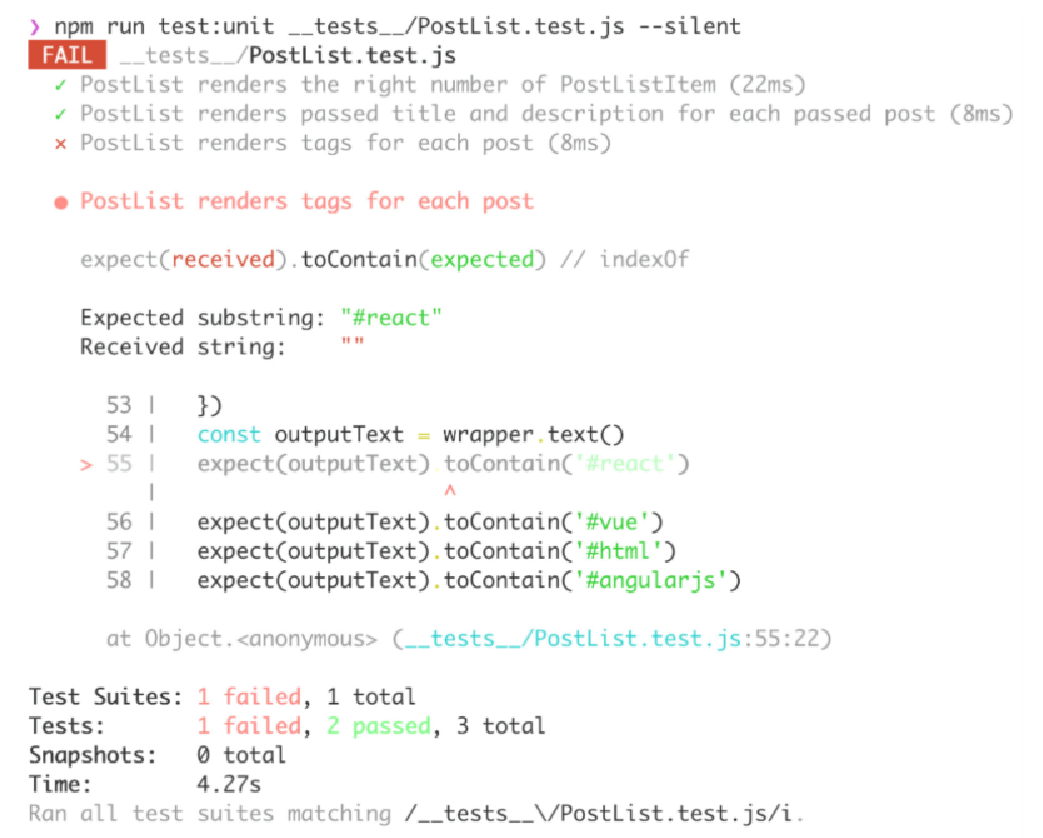 ❯ npm run test:unit __tests__/PostList.test.js --silent
FAIL __tests__/PostList.test.js
✓ PostList renders the right number of PostListItem (22ms)
✓ PostList renders passed title and description for each passed post (8ms)
✕ PostList renders tags for each post (8ms)
● PostList renders tags for each post
expect(received).toContain(expected) // indexOf
Expected substring: "#react"
Received string:    ""
53 |   })
54 |   const outputText = wrapper.text()
> 55 |   expect(outputText).toContain('#react')
|                      ^
56 |   expect(outputText).toContain('#vue')
57 |   expect(outputText).toContain('#html')
58 |   expect(outputText).toContain('#angularjs')
at Object.<anonymous> (__tests__/PostList.test.js:55:22)
Test Suites: 1 failed, 1 total
Tests:       1 failed, 2 passed, 3 total
Snapshots:   0 total
Time:        4.27s
Ran all test suites matching /__tests__\/PostList.test.js/i.